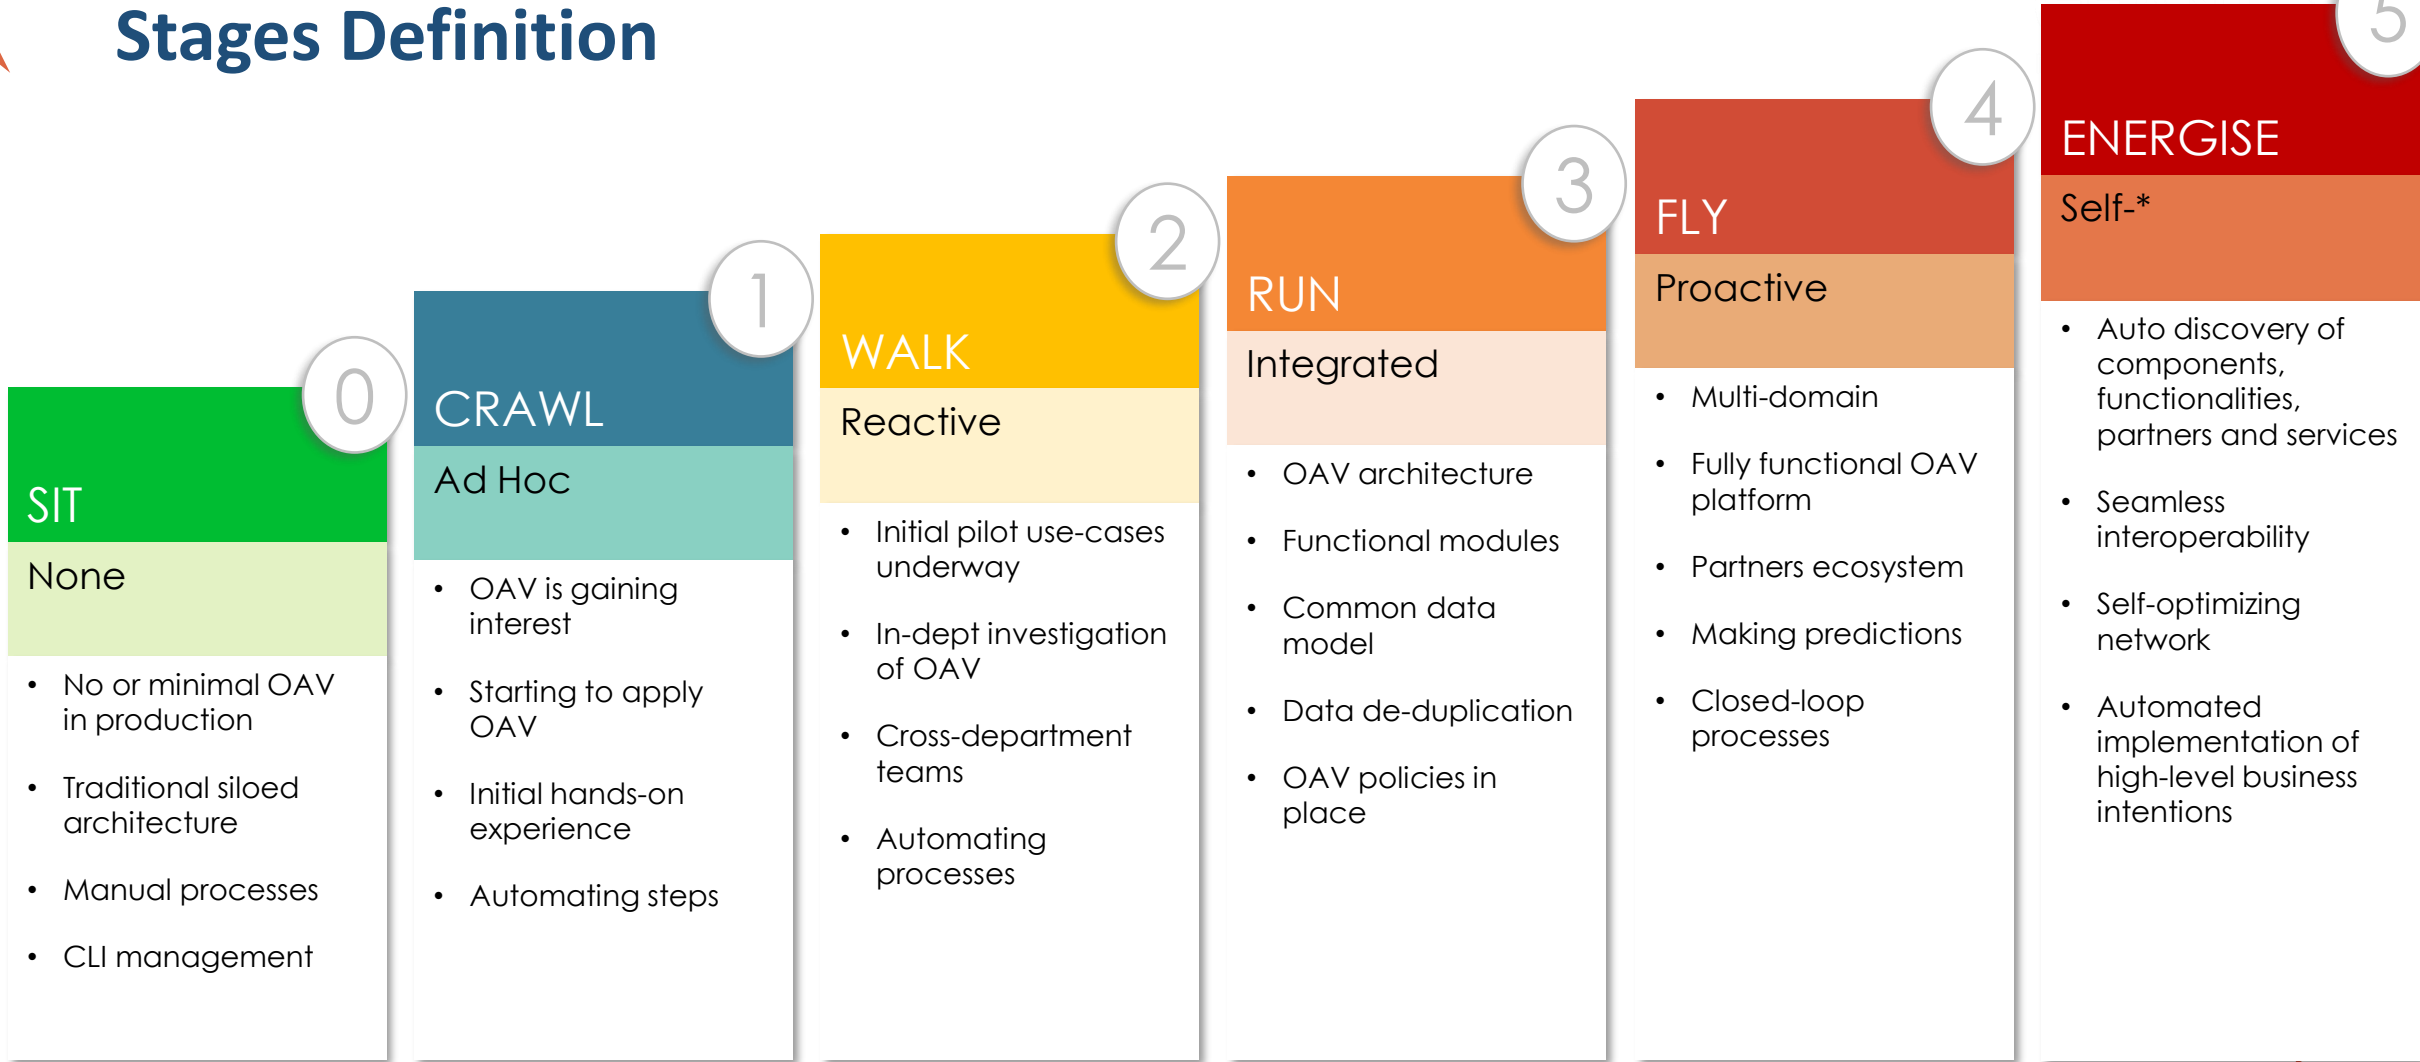 Stages Definition
0
SIT
None
• No or minimal OAV
in production
• Traditional siloed
architecture
• Manual processes
• CLI management
1
CRAWL
Ad Hoc
• OAV is gaining
interest
• Starting to apply
OAV
• Initial hands-on
experience
• Automating steps
2
WALK
Reactive
• Initial pilot use-cases
underway
• In-dept investigation
of OAV
• Cross-department
teams
• Automating
processes
3
RUN
Integrated
• OAV architecture
• Functional modules
• Common data
model
• Data de-duplication
• OAV policies in
place
4
FLY
Proactive
• Multi-domain
• Fully functional OAV
platform
• Partners ecosystem
• Making predictions
• Closed-loop
processes
5
ENERGISE
Self-*
• Auto discovery of
components,
functionalities,
partners and services
• Seamless
interoperability
• Self-optimizing
network
• Automated
implementation of
high-level business
intentions